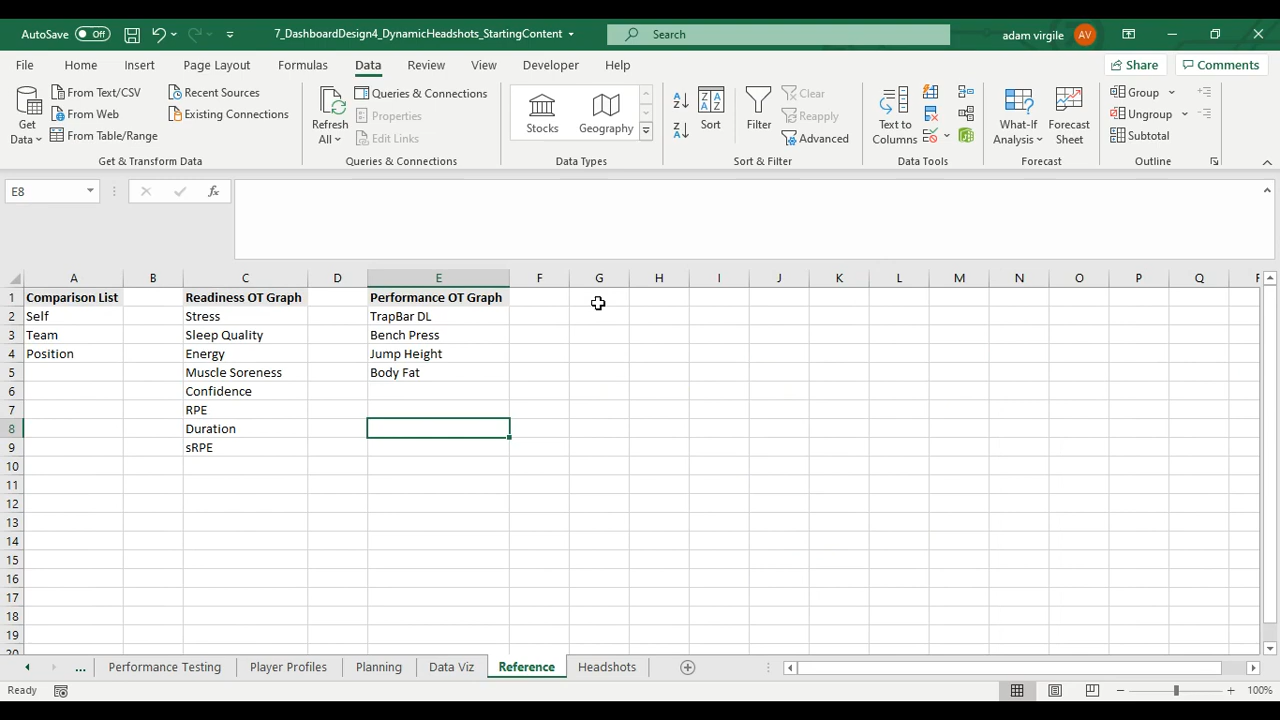 AutoSave Off 7_DashboardDesign4_DynamicHeadshots_StartingContent Search adam virgile AV
File Home Insert Page Layout Formulas Data Review View Developer Help Share Comments
Get Data
From Text/CSV
From Web
From Table/Range
Recent Sources
Existing Connections
Get & Transform Data
Refresh All
Queries & Connections
Properties
Edit Links
Queries & Connections
Stocks
Geography
Data Types
Sort
Filter
Clear
Reapply
Advanced
Sort & Filter
Text to Columns
Data Tools
What-If Analysis
Forecast Sheet
Forecast
Group
Ungroup
Subtotal
Outline
E8 fx
A B C D E F G H I J K L M N O P Q
1 Comparison List Readiness OT Graph Performance OT Graph
2 Self Stress TrapBar DL
3 Team Sleep Quality Bench Press
4 Position Energy Jump Height
5 Muscle Soreness Body Fat
6 Confidence
7 RPE
8 Duration
9 sRPE
10
11
12
13
14
15
16
17
18
19
20
... Performance Testing Player Profiles Planning Data Viz Reference Headshots
Ready 100%